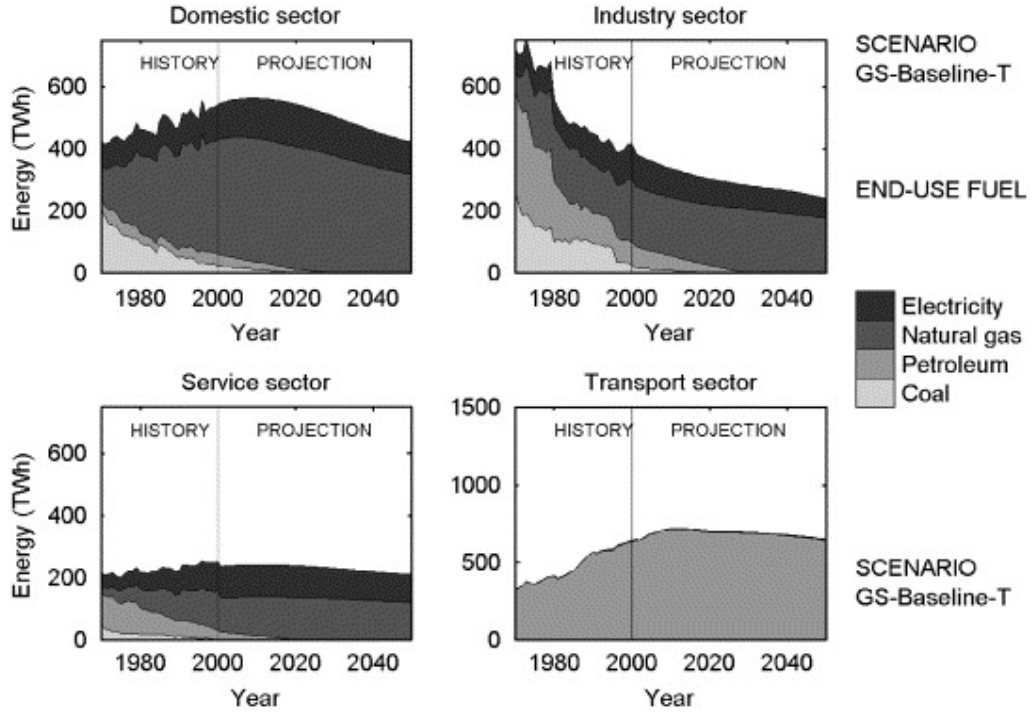 Domestic sector
HISTORY PROJECTION
Energy (TWh)
600
400
200
0
1980 2000 2020 2040
Year
Industry sector
HISTORY PROJECTION
600
400
200
0
1980 2000 2020 2040
Year
SCENARIO
GS-Baseline-T
END-USE FUEL
Electricity
Natural gas
Petroleum
Coal
Service sector
HISTORY PROJECTION
Energy (TWh)
600
400
200
0
1980 2000 2020 2040
Year
Transport sector
HISTORY PROJECTION
1500
1000
500
0
1980 2000 2020 2040
Year
SCENARIO
GS-Baseline-T